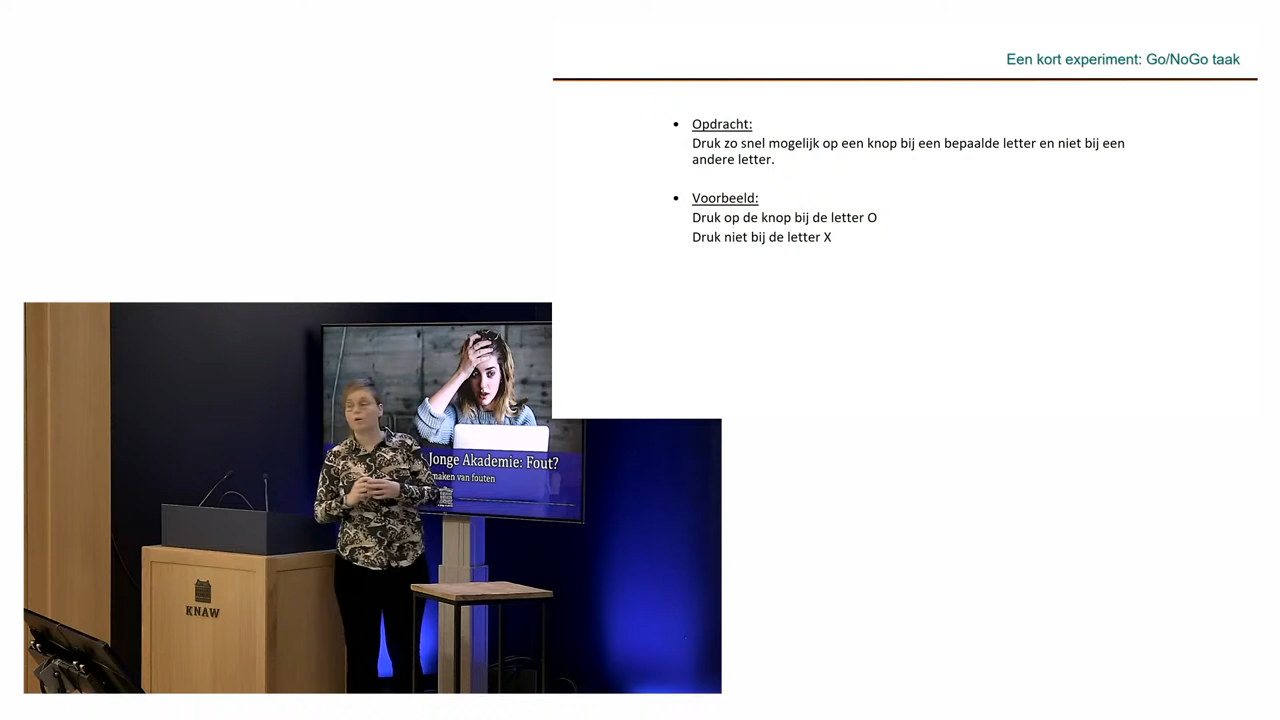 Een kort experiment: Go/NoGo taak
• Opdracht:
Druk zo snel mogelijk op een knop bij een bepaalde letter en niet bij een
andere letter.
• Voorbeeld:
Druk op de knop bij de letter O
Druk niet bij de letter X
Jonge Akademie: Fout?
maken van fouten
KNAW